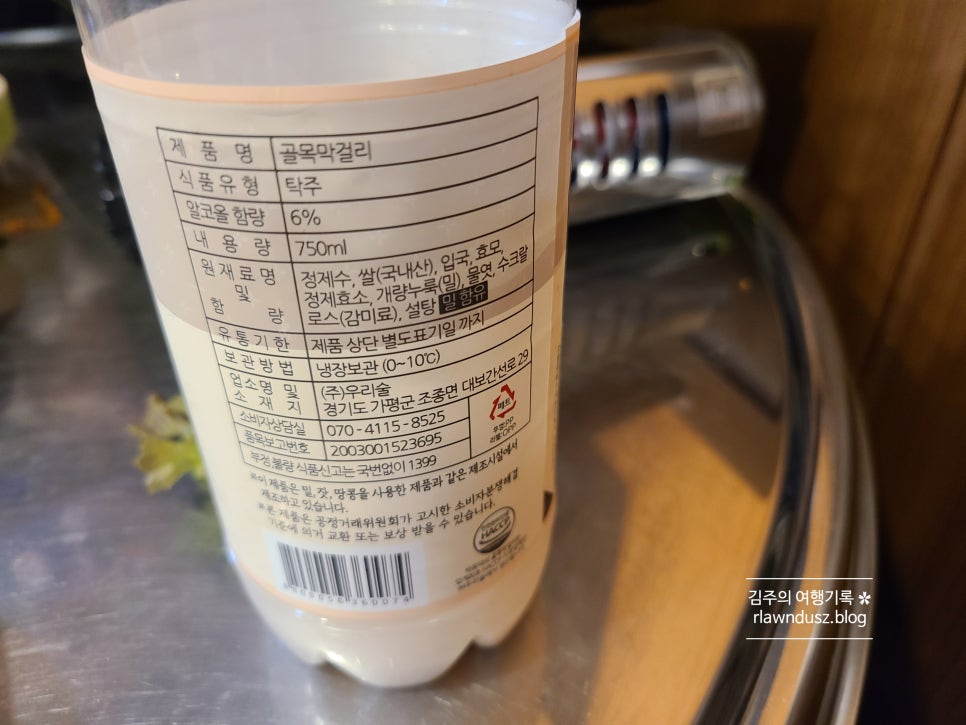 제 품 명 골목막걸리
식품유형 탁주
알코올 함량 6%
내 용 량 750ml
원 재 료 명 및 함 량 정제수, 쌀(국내산), 입국, 효모,
정제효소, 개량누룩(밀), 물엿, 수크랄
로스(감미료), 설탕 밀 함유
유통기한 제품 상단 별도표기일 까지
보관방법 냉장보관 (0~10℃)
업소명 및 (주)우리술
소 재 지 경기도 가평군 조종면 대보간선로 29
소비자상담실 070-4115-8525
품목보고번호 2003001523695
페트
뚜껑:PP
라벨:OPP
부정·불량 식품신고는 국번없이 1399
※이 제품은 밀, 잣, 땅콩을 사용한 제품과 같은 제조시설에서
제조하고 있습니다.
※본 제품은 공정거래위원회가 고시한 소비자분쟁해결
기준에 의거 교환 또는 보상 받을 수 있습니다.
HACCP
김주의 여행기록 ✽
rlawndusz.blog